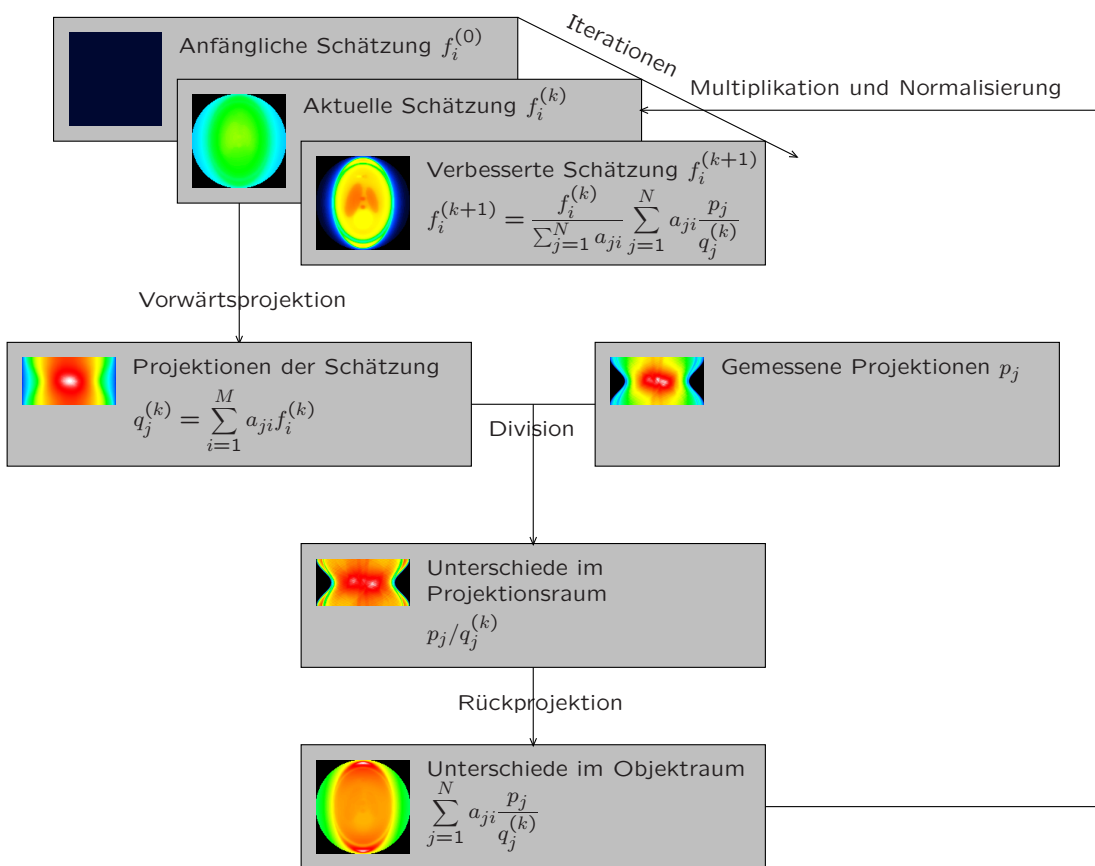 Anfängliche Schätzung f_i^{(0)}
Iterationen
Multiplikation und Normalisierung
Aktuelle Schätzung f_i^{(k)}
Verbesserte Schätzung f_i^{(k+1)}
f_i^{(k+1)} = \frac{f_i^{(k)}}{\sum_{j=1}^{N} a_{ji}} \sum_{j=1}^{N} a_{ji} \frac{p_j}{q_j^{(k)}}
Vorwärtsprojektion
Projektionen der Schätzung
q_j^{(k)} = \sum_{i=1}^{M} a_{ji} f_i^{(k)}
Gemessene Projektionen p_j
Division
Unterschiede im
Projektionsraum
p_j/q_j^{(k)}
Rückprojektion
Unterschiede im Objektraum
\sum_{j=1}^{N} a_{ji} \frac{p_j}{q_j^{(k)}}